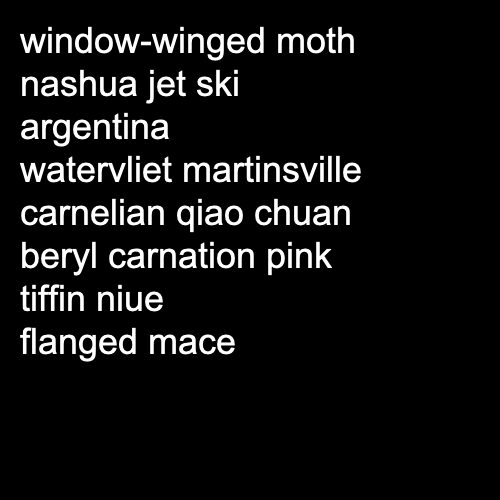 window-winged moth
nashua jet ski
argentina
watervliet martinsville
carnelian qiao chuan
beryl carnation pink
tiffin niue
flanged mace